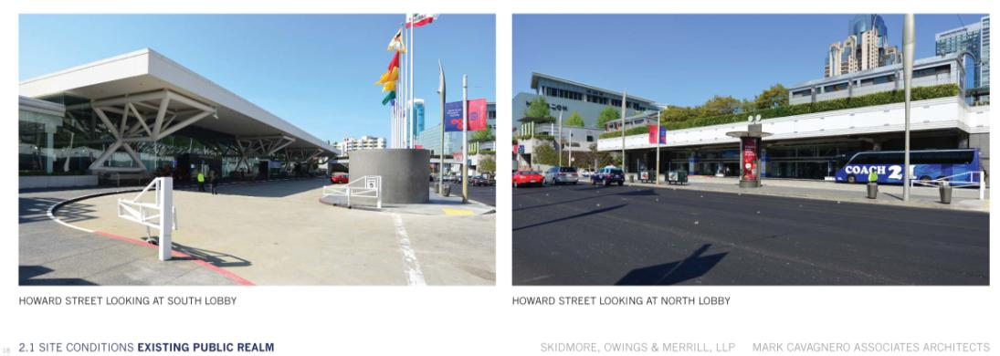 COACH 2
HOWARD STREET LOOKING AT SOUTH LOBBY
HOWARD STREET LOOKING AT NORTH LOBBY
18
2.1 SITE CONDITIONS EXISTING PUBLIC REALM
SKIDMORE, OWINGS & MERRILL, LLP
MARK CAVAGNERO ASSOCIATES ARCHITECTS